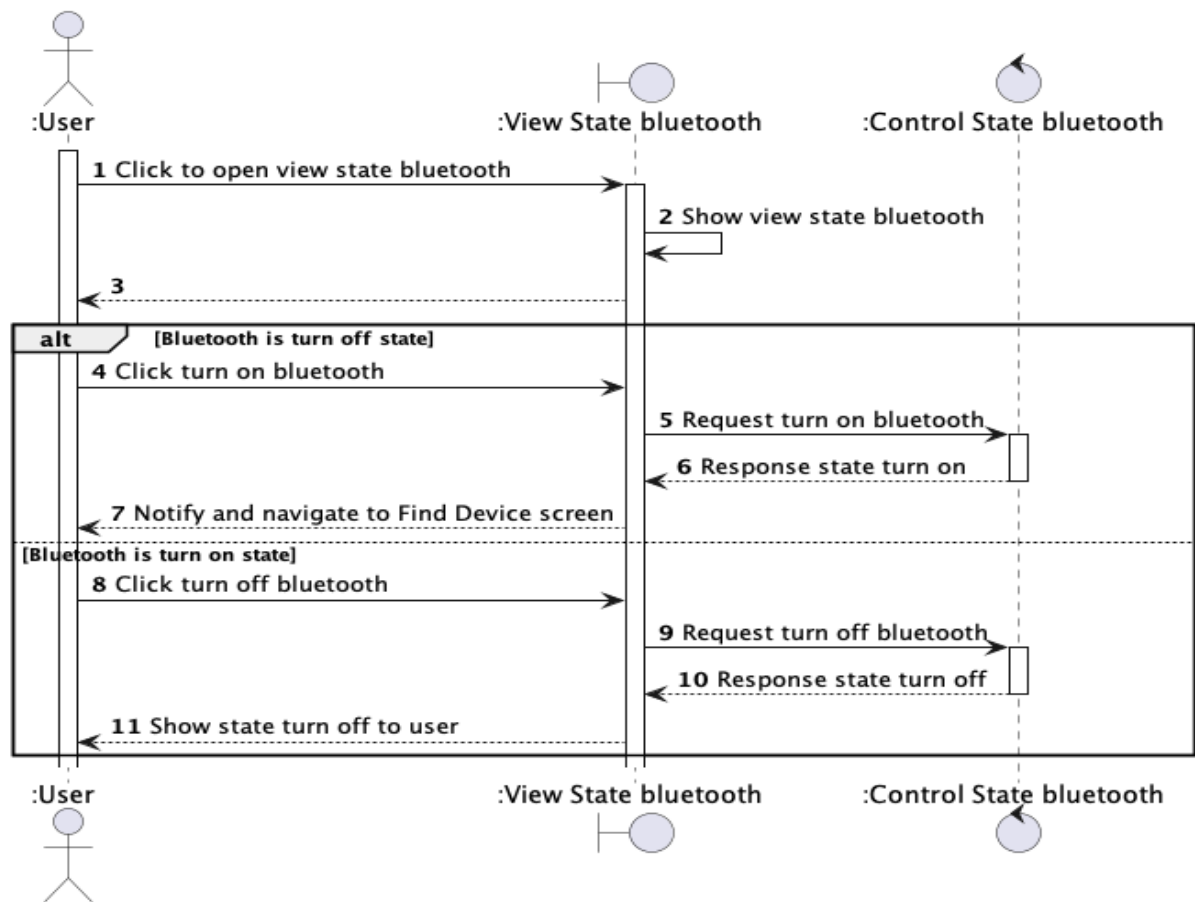 :User
:View State bluetooth
:Control State bluetooth
1 Click to open view state bluetooth
2 Show view state bluetooth
3
alt [Bluetooth is turn off state]
4 Click turn on bluetooth
5 Request turn on bluetooth
6 Response state turn on
7 Notify and navigate to Find Device screen
[Bluetooth is turn on state]
8 Click turn off bluetooth
9 Request turn off bluetooth
10 Response state turn off
11 Show state turn off to user
:User
:View State bluetooth
:Control State bluetooth